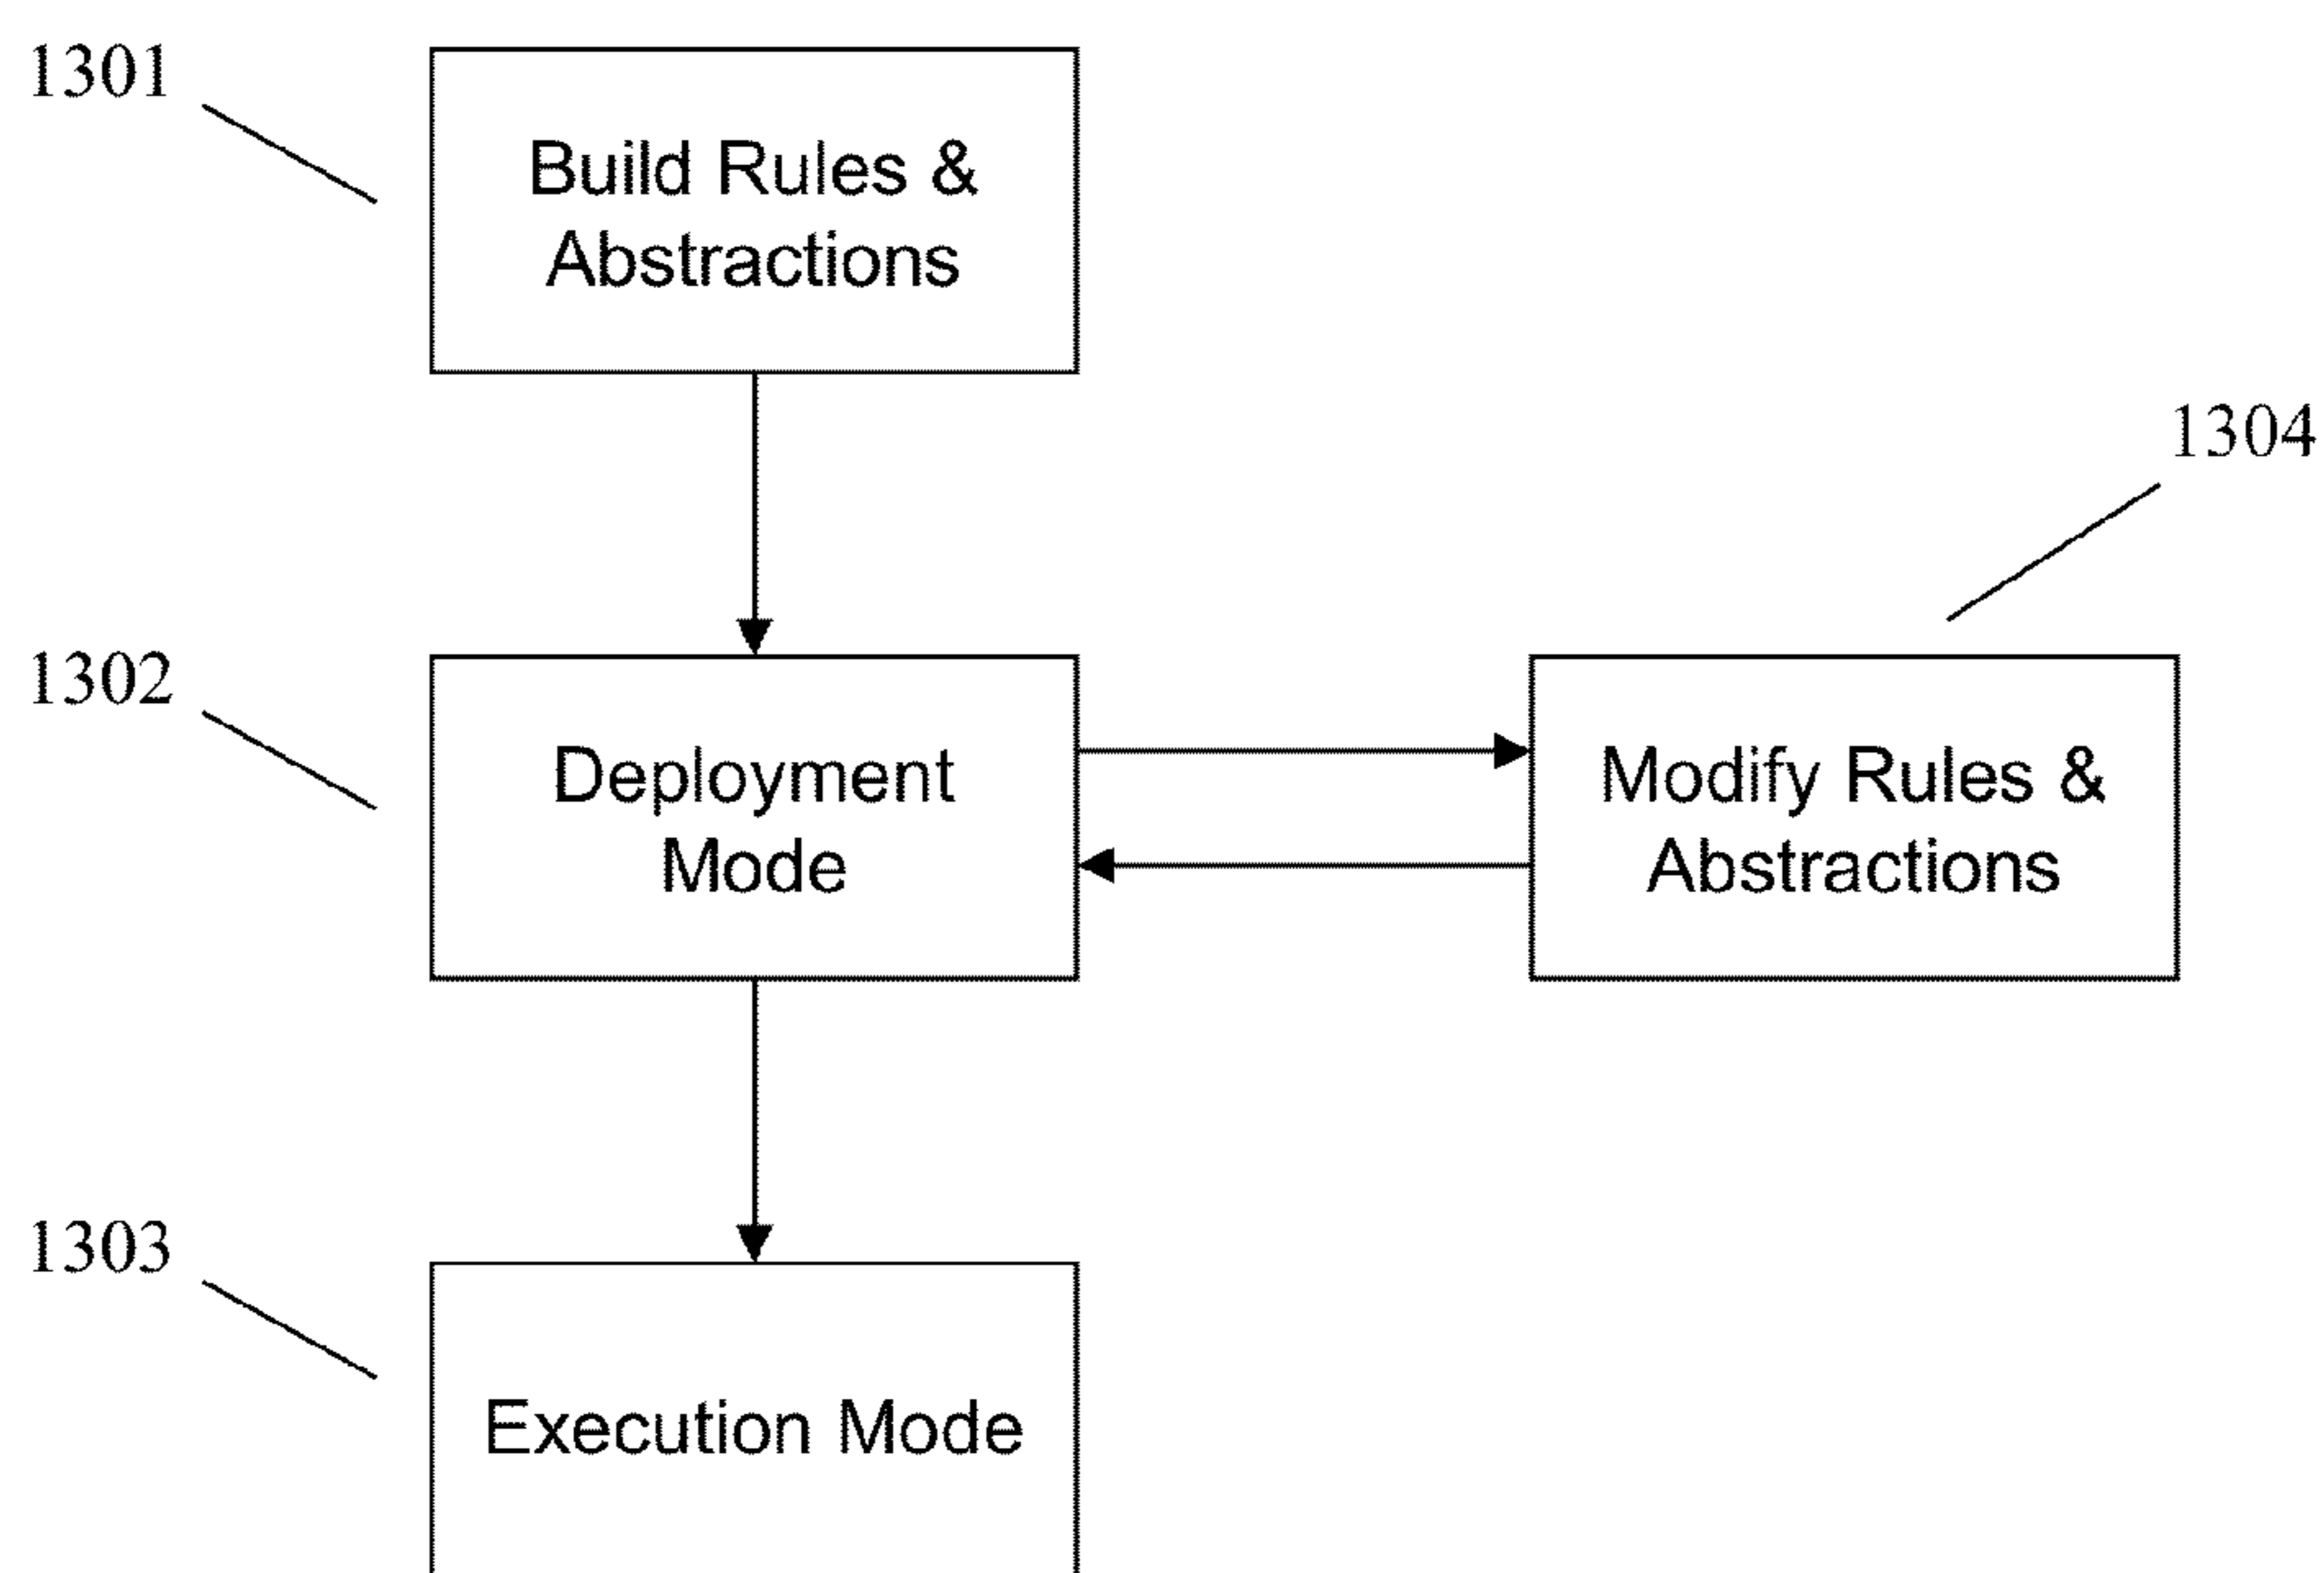 1301
Build Rules &
Abstractions
1304
1302
Deployment
Mode
Modify Rules &
Abstractions
1303
Execution Mode